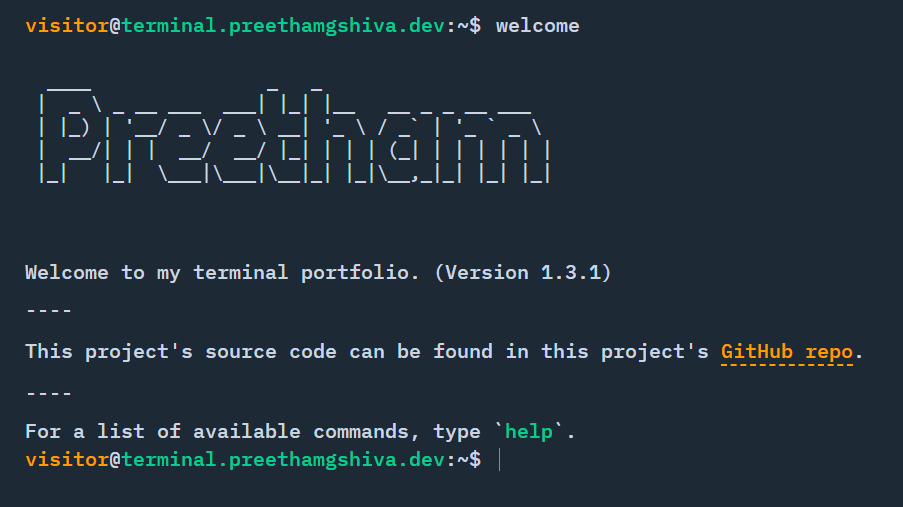 visitor@terminal.preethamgshiva.dev:~$ welcome
Preetham
Welcome to my terminal portfolio. (Version 1.3.1)
----
This project's source code can be found in this project's GitHub repo.
----
For a list of available commands, type `help`.
visitor@terminal.preethamgshiva.dev:~$